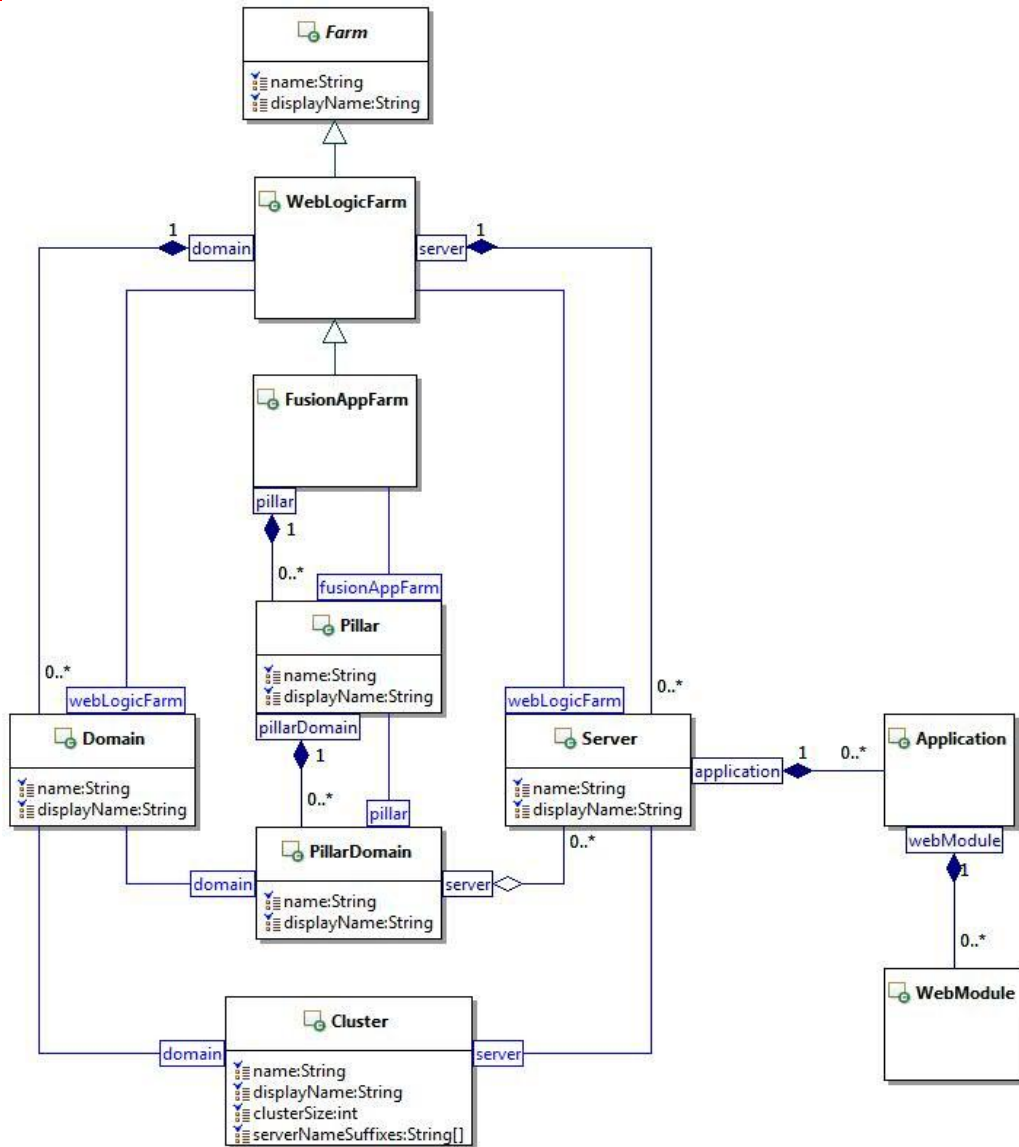 Farm
name:String
displayName:String
WebLogicFarm
1
domain
server
1
FusionAppFarm
pillar
1
0..*
fusionAppFarm
Pillar
name:String
displayName:String
0..*
webLogicFarm
webLogicFarm
0..*
Domain
name:String
displayName:String
pillarDomain
1
0..*
pillar
Server
name:String
displayName:String
application
1
0..*
Application
webModule
1
0..*
WebModule
PillarDomain
name:String
displayName:String
domain
server
0..*
Cluster
name:String
displayName:String
clusterSize:int
serverNameSuffixes:String[]
domain
server